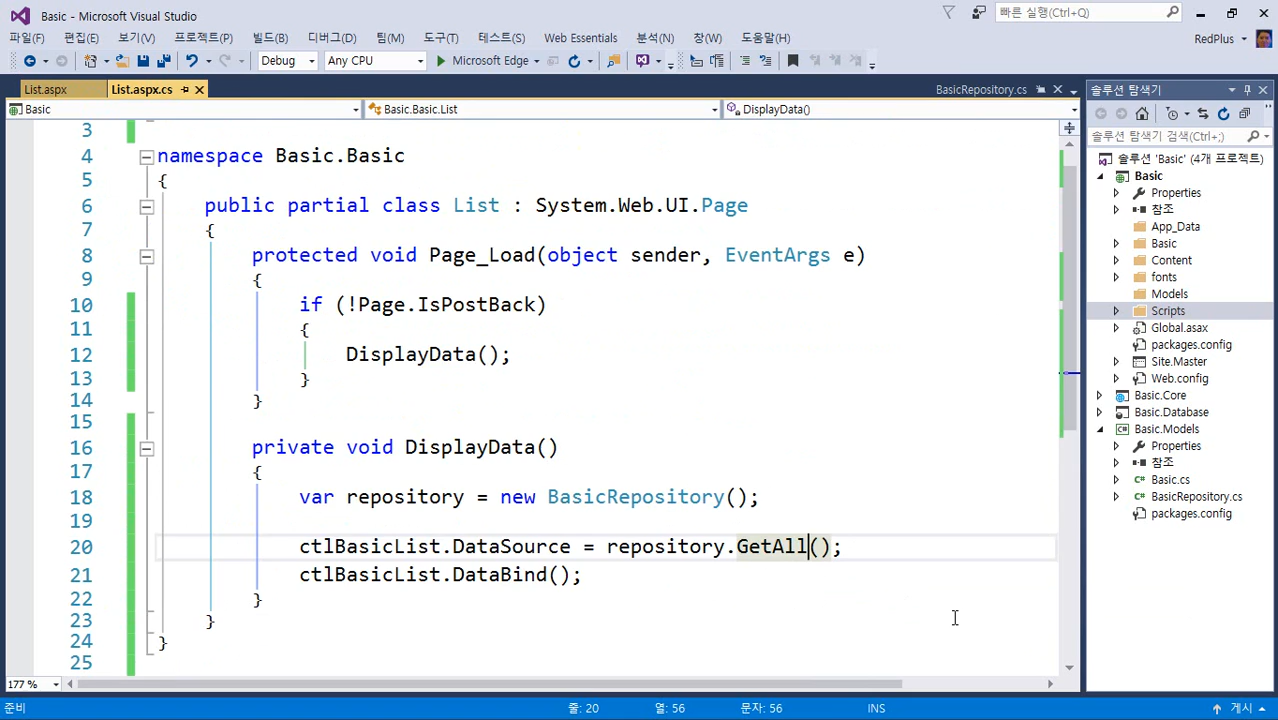 Basic - Microsoft Visual Studio
빠른 실행(Ctrl+Q)
파일(F) 편집(E) 보기(V) 프로젝트(P) 빌드(B) 디버그(D) 팀(M) 도구(T) 테스트(S) Web Essentials 분석(N) 창(W) 도움말(H) RedPlus
Debug Any CPU Microsoft Edge
List.aspx List.aspx.cs BasicRepository.cs
Basic Basic.Basic.List DisplayData()
3
4 namespace Basic.Basic
5 {
6 public partial class List : System.Web.UI.Page
7 {
8 protected void Page_Load(object sender, EventArgs e)
9 {
10 if (!Page.IsPostBack)
11 {
12 DisplayData();
13 }
14 }
15
16 private void DisplayData()
17 {
18 var repository = new BasicRepository();
19
20 ctlBasicList.DataSource = repository.GetAll();
21 ctlBasicList.DataBind();
22 }
23 }
24 }
25
177 %
솔루션 탐색기
솔루션 탐색기 검색(Ctrl+;)
솔루션 'Basic' (4개 프로젝트)
Basic
Properties
참조
App_Data
Basic
Content
fonts
Models
Scripts
Global.asax
packages.config
Site.Master
Web.config
Basic.Core
Basic.Database
Basic.Models
Properties
참조
Basic.cs
BasicRepository.cs
packages.config
준비 줄: 20 열: 56 문자: 56 INS 게시